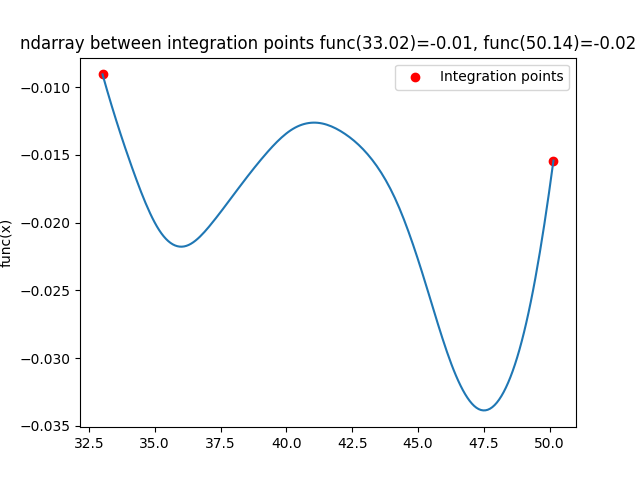 ndarray between integration points func(33.02)=-0.01, func(50.14)=-0.02
Integration points
func(x)
−0.010
−0.015
−0.020
−0.025
−0.030
−0.035
32.5 35.0 37.5 40.0 42.5 45.0 47.5 50.0